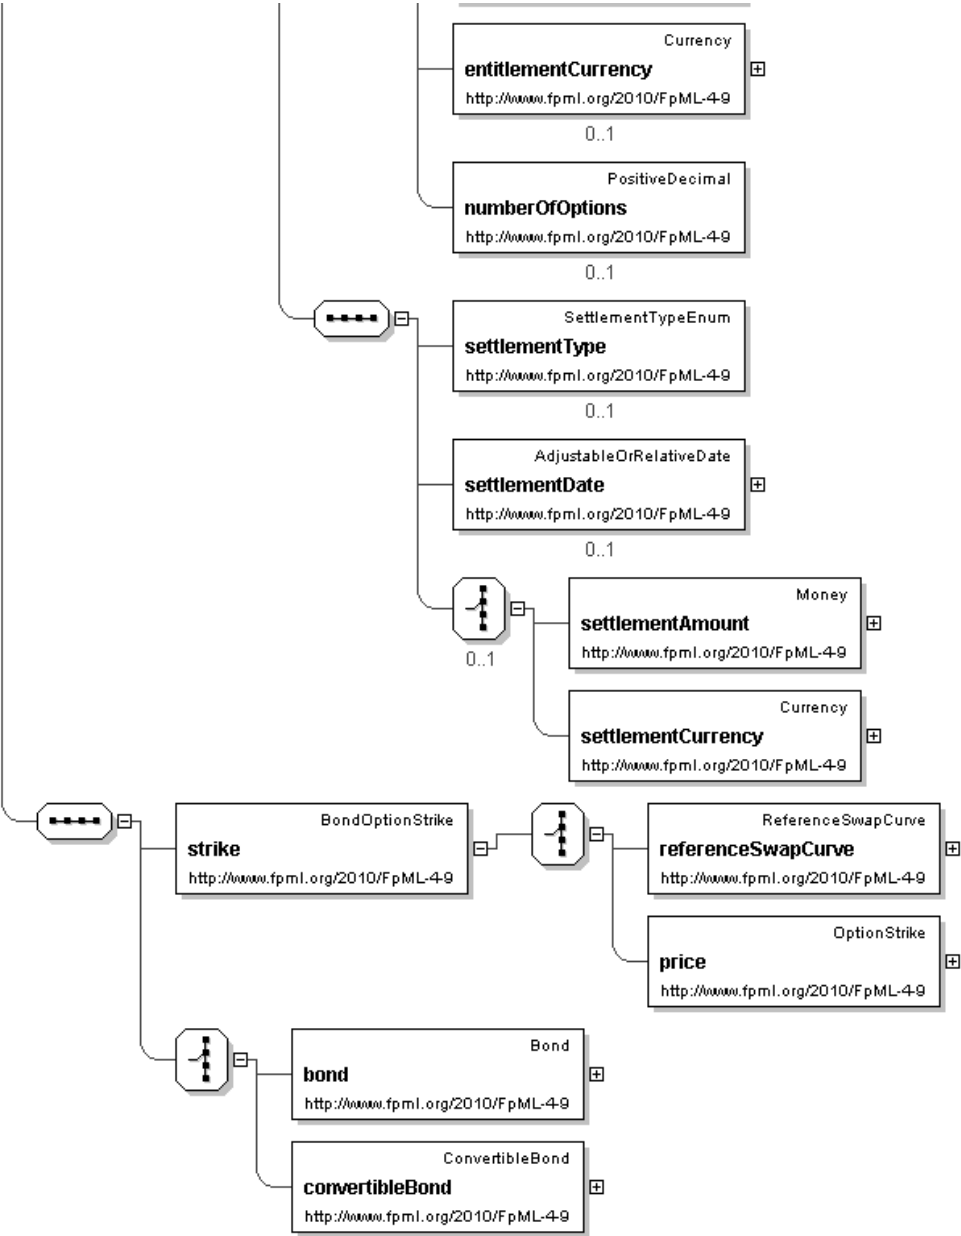 Currency
entitlementCurrency
http://www.fpml.org/2010/FpML-4-9
0..1
PositiveDecimal
numberOfOptions
http://www.fpml.org/2010/FpML-4-9
0..1
SettlementTypeEnum
settlementType
http://www.fpml.org/2010/FpML-4-9
0..1
AdjustableOrRelativeDate
settlementDate
http://www.fpml.org/2010/FpML-4-9
0..1
Money
settlementAmount
http://www.fpml.org/2010/FpML-4-9
0..1
Currency
settlementCurrency
http://www.fpml.org/2010/FpML-4-9
BondOptionStrike
strike
http://www.fpml.org/2010/FpML-4-9
ReferenceSwapCurve
referenceSwapCurve
http://www.fpml.org/2010/FpML-4-9
OptionStrike
price
http://www.fpml.org/2010/FpML-4-9
Bond
bond
http://www.fpml.org/2010/FpML-4-9
ConvertibleBond
convertibleBond
http://www.fpml.org/2010/FpML-4-9